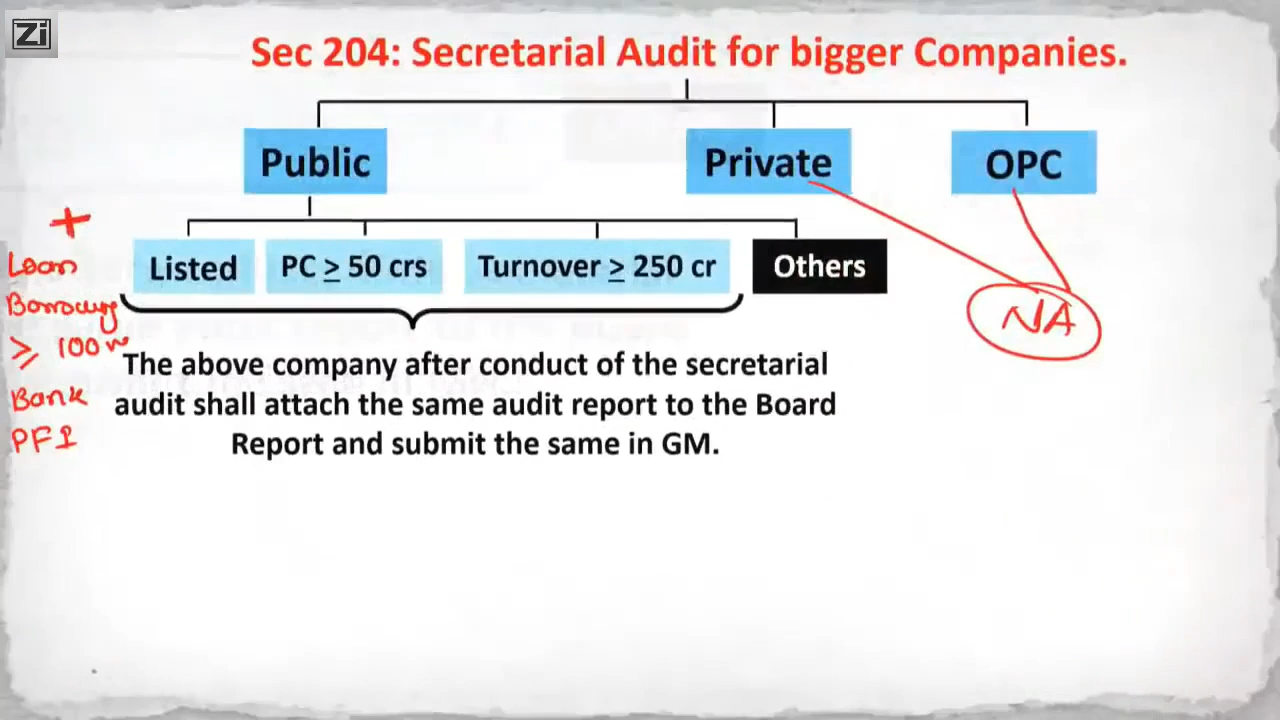 Zi
Sec 204: Secretarial Audit for bigger Companies.
Public
Private
OPC
+
Loan
Borrowing
≥ 100 cr
Bank
PFI
Listed
PC ≥ 50 crs
Turnover ≥ 250 cr
Others
NA
The above company after conduct of the secretarial
audit shall attach the same audit report to the Board
Report and submit the same in GM.